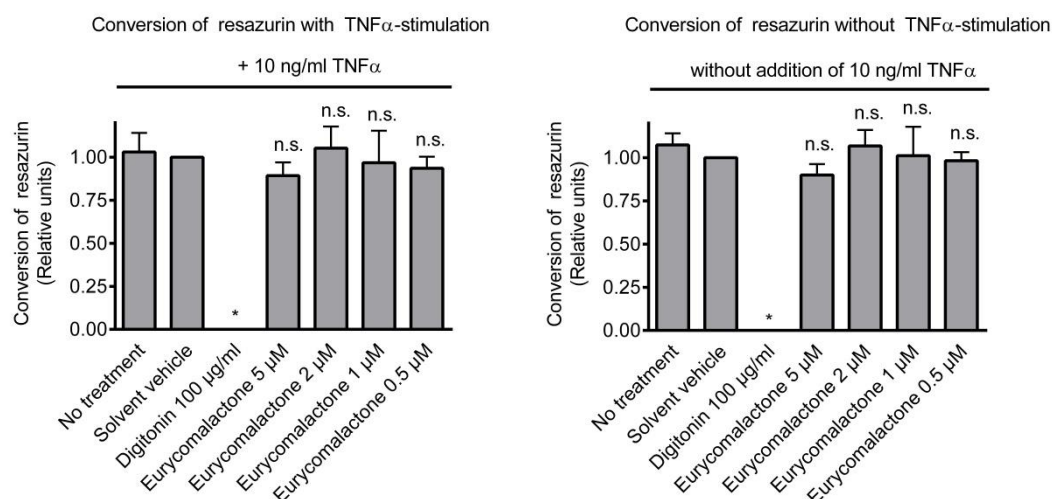 Conversion of resazurin with TNFα-stimulation
+ 10 ng/ml TNFα
Conversion of resazurin
(Relative units)
1.00
0.75
0.50
0.25
0.00
*
n.s.
n.s.
n.s.
n.s.
No treatment
Solvent vehicle
Digitonin 100 µg/ml
Eurycomalactone 5 µM
Eurycomalactone 2 µM
Eurycomalactone 1 µM
Eurycomalactone 0.5 µM
Conversion of resazurin without TNFα-stimulation
without addition of 10 ng/ml TNFα
Conversion of resazurin
(Relative units)
1.00
0.75
0.50
0.25
0.00
*
n.s.
n.s.
n.s.
n.s.
No treatment
Solvent vehicle
Digitonin 100 µg/ml
Eurycomalactone 5 µM
Eurycomalactone 2 µM
Eurycomalactone 1 µM
Eurycomalactone 0.5 µM